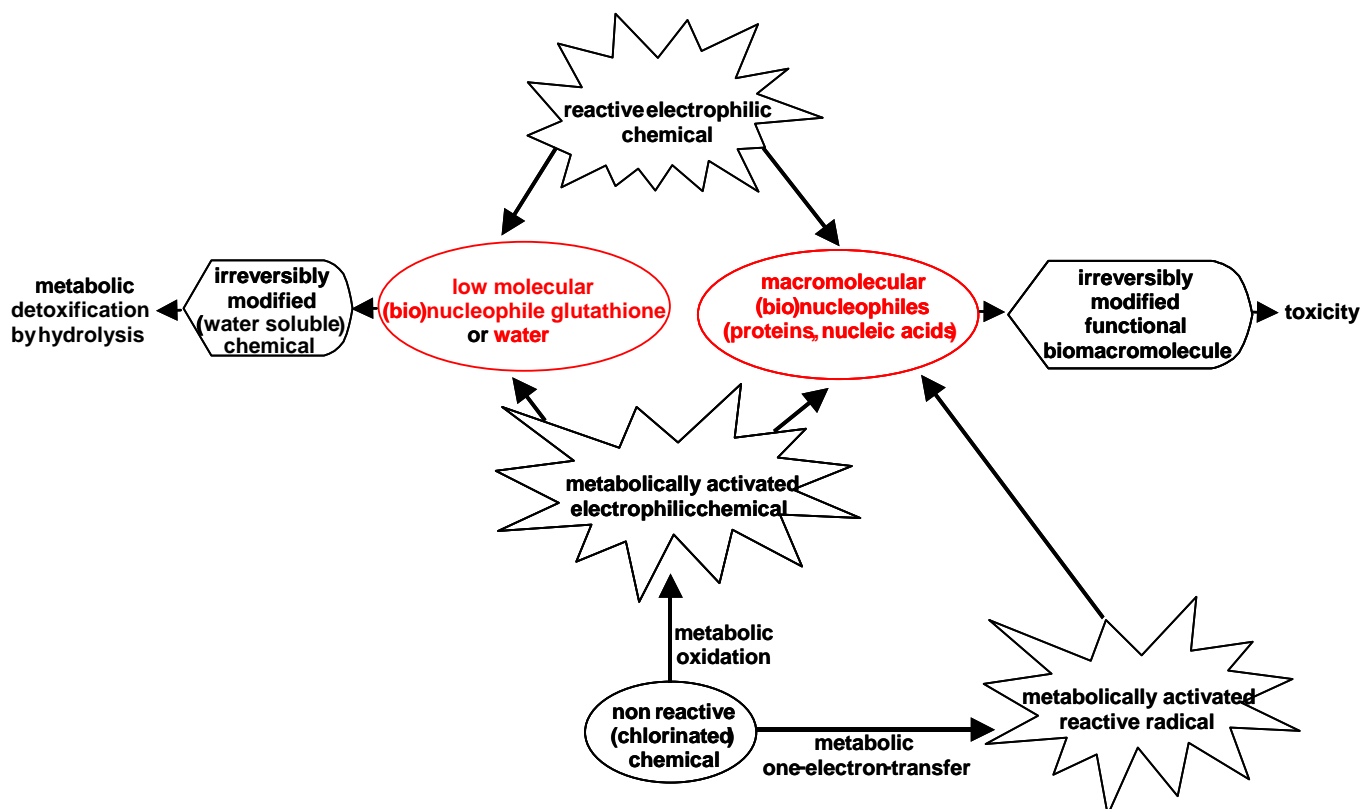 reactive electrophilic
chemical
metabolic
detoxification
by hydrolysis
irreversibly
modified
(water soluble)
chemical
low molecular
(bio)nucleophile glutathione
or water
macromolecular
(bio)nucleophiles
(proteins,, nucleic acids)
irreversibly
modified
functional
biomacromolecule
toxicity
metabolically activated
electrophilicchemical
metabolic
oxidation
non reactive
(chlorinated)
chemical
metabolic
one-electron-transfer
metabolically activated
reactive radical